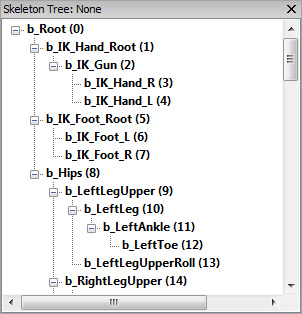 Skeleton Tree: None
b_Root (0)
b_IK_Hand_Root (1)
b_IK_Gun (2)
b_IK_Hand_R (3)
b_IK_Hand_L (4)
b_IK_Foot_Root (5)
b_IK_Foot_L (6)
b_IK_Foot_R (7)
b_Hips (8)
b_LeftLegUpper (9)
b_LeftLeg (10)
b_LeftAnkle (11)
b_LeftToe (12)
b_LeftLegUpperRoll (13)
b_RightLegUpper (14)